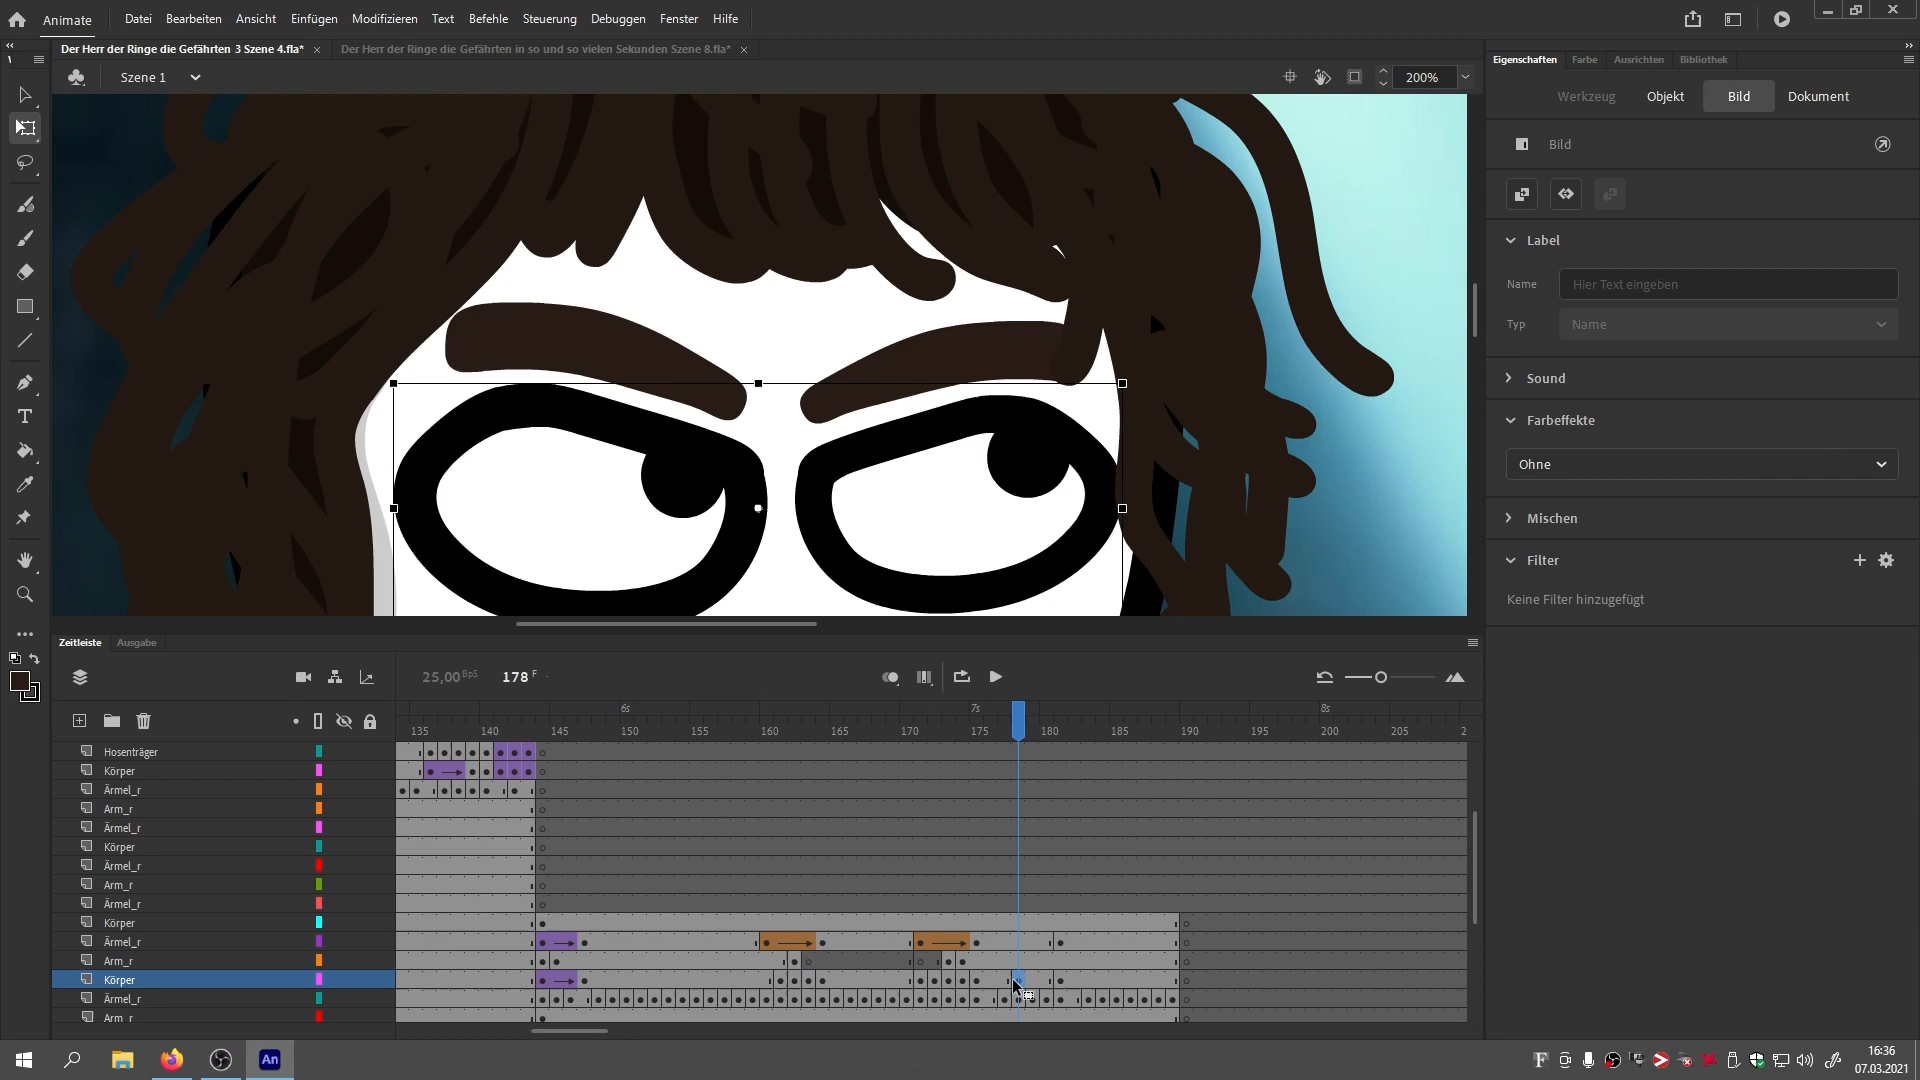 Animate Datei Bearbeiten Ansicht Einfügen Modifizieren Text Befehle Steuerung Debuggen Fenster Hilfe
Der Herr der Ringe die Gefährten 3 Szene 4.fla* × Der Herr der Ringe die Gefährten in so und so vielen Sekunden Szene 8.fla* ×
Szene 1 200%
Eigenschaften Farbe Ausrichten Bibliothek
Werkzeug Objekt Bild Dokument
Bild
Label
Name Hier Text eingeben
Typ Name
Sound
Farbeffekte
Ohne
Mischen
Filter
Keine Filter hinzugefügt
Zeitleiste Ausgabe
25,00 BpS 178 F
6s 7s 8s
135 140 145 150 155 160 165 170 175 180 185 190 195 200 205 2
Hosenträger
Körper
Ärmel_r
Arm_r
Ärmel_r
Körper
Ärmel_r
Arm_r
Ärmel_r
Körper
Ärmel_r
Arm_r
Körper
Ärmel_r
Arm_r
An
16:36
07.03.2021